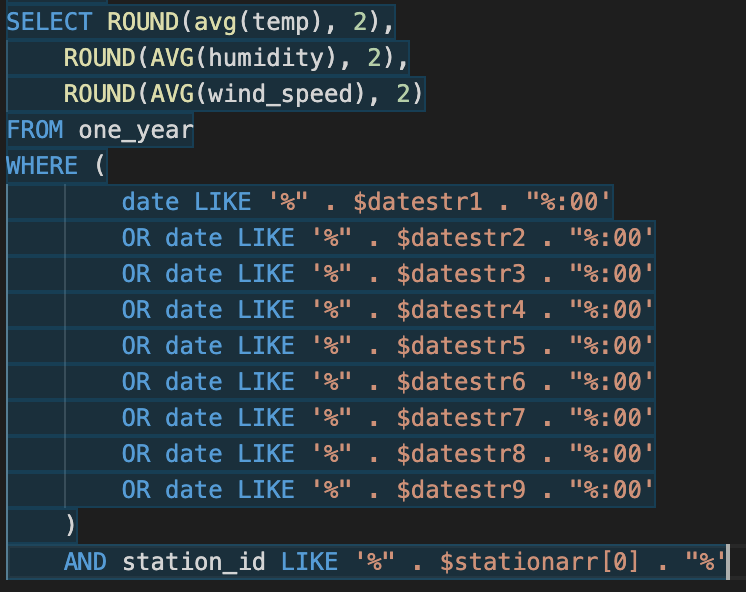 SELECT ROUND(avg(temp), 2),
ROUND(AVG(humidity), 2),
ROUND(AVG(wind_speed), 2)
FROM one_year
WHERE (
date LIKE '%" . $datestr1 . "%:00'
OR date LIKE '%" . $datestr2 . "%:00'
OR date LIKE '%" . $datestr3 . "%:00'
OR date LIKE '%" . $datestr4 . "%:00'
OR date LIKE '%" . $datestr5 . "%:00'
OR date LIKE '%" . $datestr6 . "%:00'
OR date LIKE '%" . $datestr7 . "%:00'
OR date LIKE '%" . $datestr8 . "%:00'
OR date LIKE '%" . $datestr9 . "%:00'
)
AND station_id LIKE '%" . $stationarr[0] . "%'